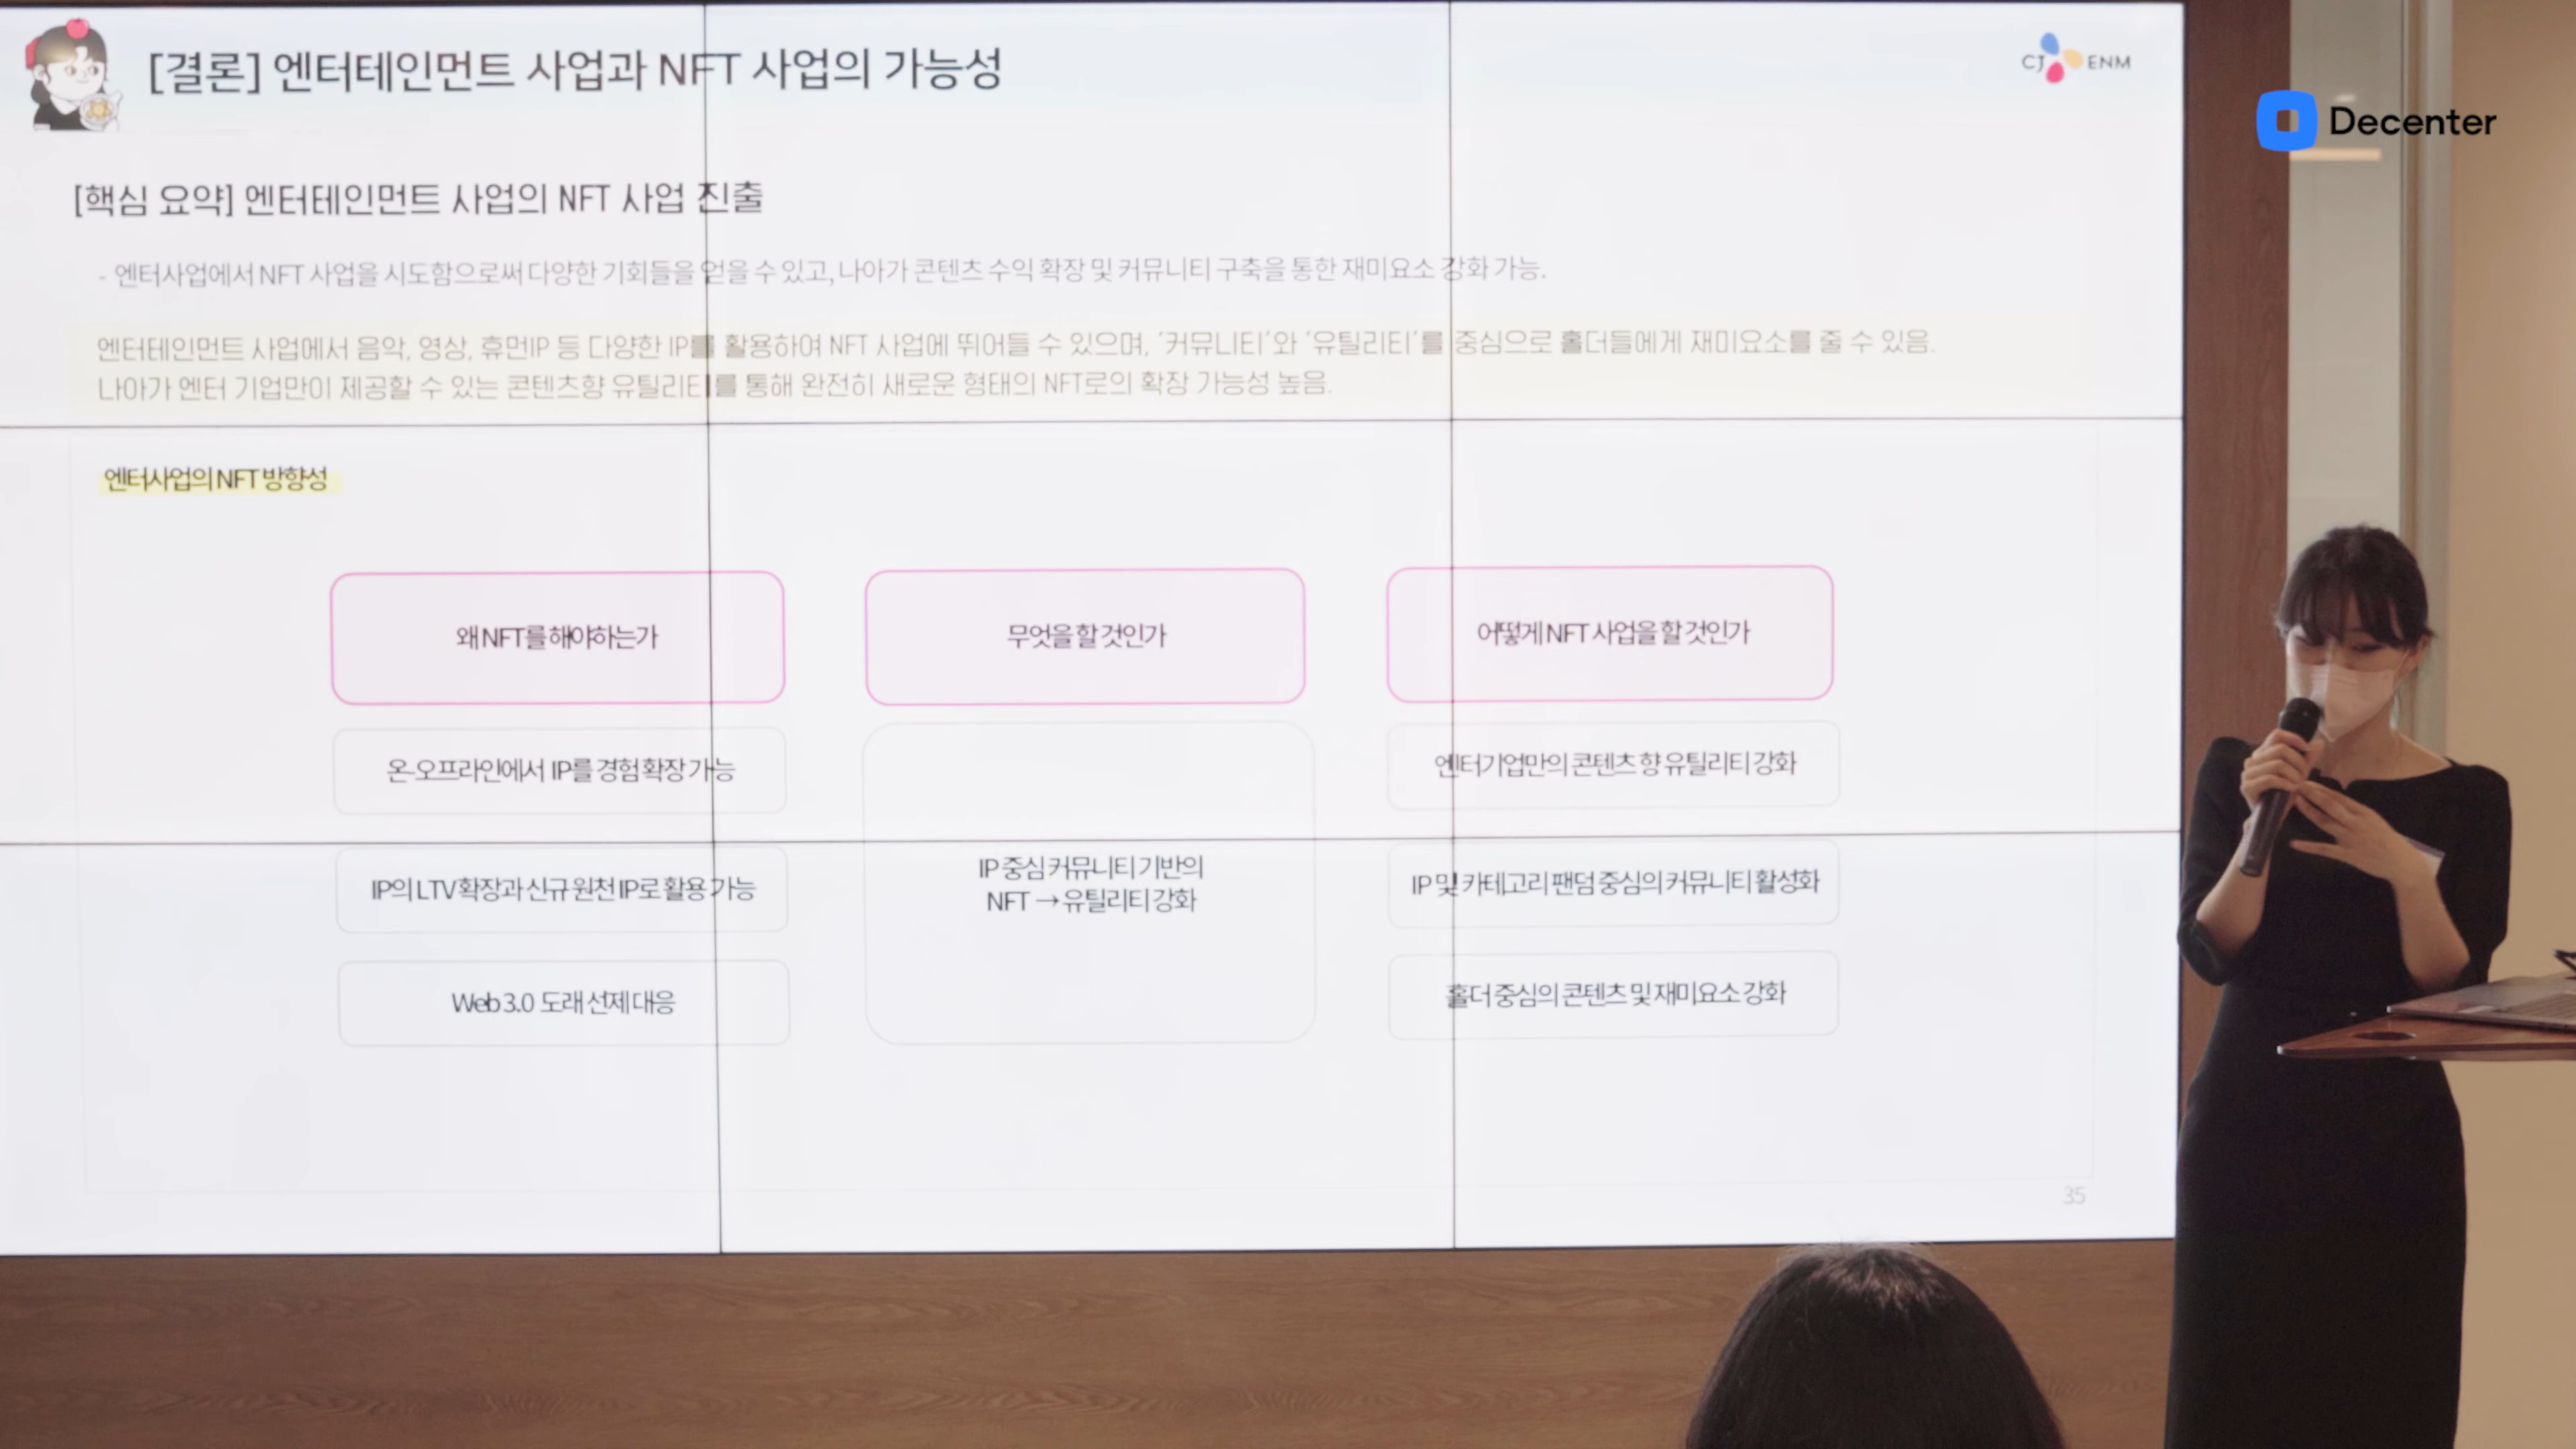 [결론] 엔터테인먼트 사업과 NFT 사업의 가능성
CJ ENM
Decenter
[핵심 요약] 엔터테인먼트 사업의 NFT 사업 진출
- 엔터사업에서 NFT 사업을 시도함으로써 다양한 기회들을 얻을 수 있고, 나아가 콘텐츠 수익 확장 및 커뮤니티 구축을 통한 재미요소 강화 가능.
엔터테인먼트 사업에서 음악, 영상, 휴먼IP 등 다양한 IP를 활용하여 NFT 사업에 뛰어들 수 있으며, ‘커뮤니티’와 ‘유틸리티’를 중심으로 홀더들에게 재미요소를 줄 수 있음.
나아가 엔터 기업만이 제공할 수 있는 콘텐츠향 유틸리티를 통해 완전히 새로운 형태의 NFT로의 확장 가능성 높음.
엔터사업의 NFT 방향성
왜 NFT를 해야하는가
온-오프라인에서 IP를 경험 확장 가능
IP의 LTV 확장과 신규 원천 IP로 활용 가능
Web 3.0 도래 선제 대응
무엇을 할 것인가
IP 중심 커뮤니티 기반의
NFT → 유틸리티 강화
어떻게 NFT 사업을 할 것인가
엔터기업만의 콘텐츠 향 유틸리티 강화
IP 및 카테고리 팬덤 중심의 커뮤니티 활성화
홀더 중심의 콘텐츠 및 재미요소 강화
35